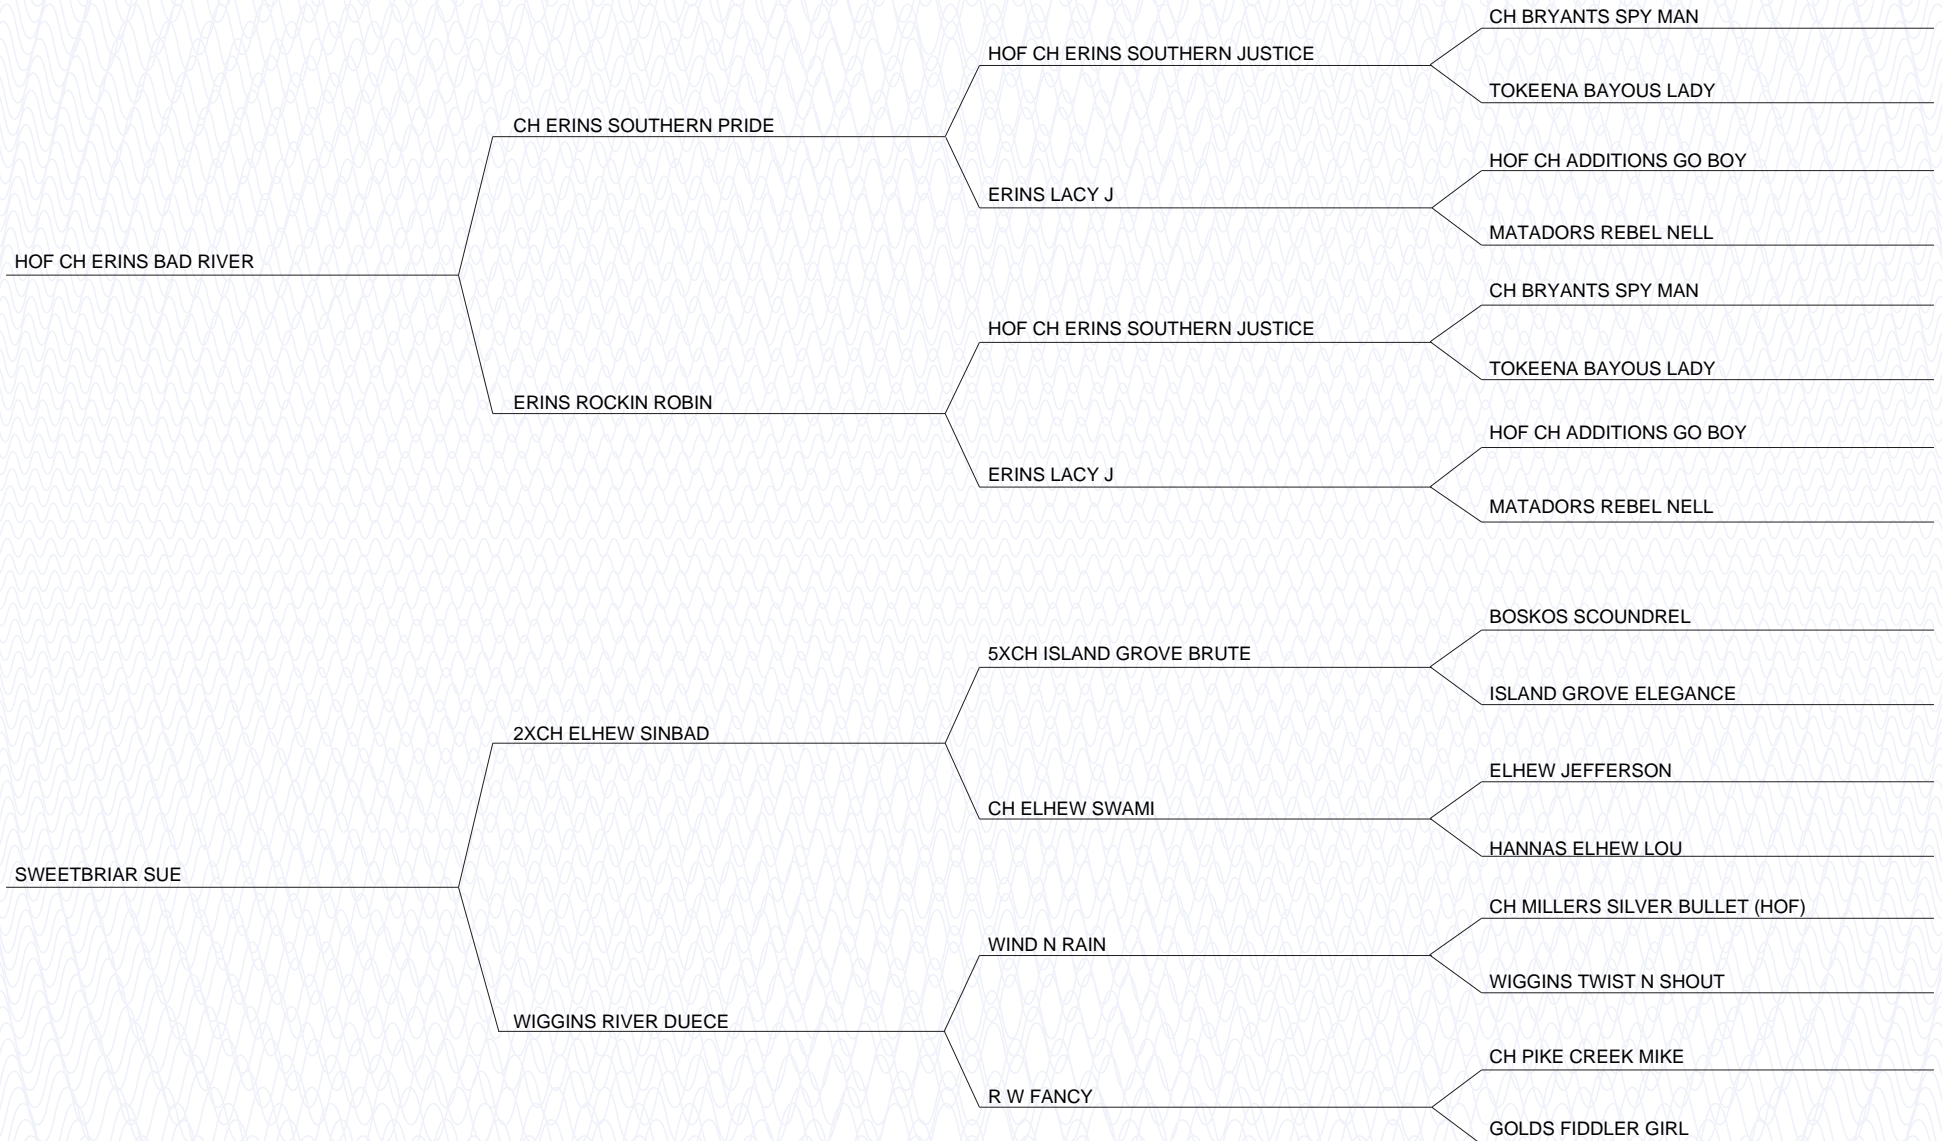 CH BRYANTS SPY MAN
HOF CH ERINS SOUTHERN JUSTICE
TOKEENA BAYOUS LADY
CH ERINS SOUTHERN PRIDE
HOF CH ADDITIONS GO BOY
ERINS LACY J
MATADORS REBEL NELL
HOF CH ERINS BAD RIVER
CH BRYANTS SPY MAN
HOF CH ERINS SOUTHERN JUSTICE
TOKEENA BAYOUS LADY
ERINS ROCKIN ROBIN
HOF CH ADDITIONS GO BOY
ERINS LACY J
MATADORS REBEL NELL
BOSKOS SCOUNDREL
5XCH ISLAND GROVE BRUTE
ISLAND GROVE ELEGANCE
2XCH ELHEW SINBAD
ELHEW JEFFERSON
CH ELHEW SWAMI
HANNAS ELHEW LOU
SWEETBRIAR SUE
CH MILLERS SILVER BULLET (HOF)
WIND N RAIN
WIGGINS TWIST N SHOUT
WIGGINS RIVER DUECE
CH PIKE CREEK MIKE
R W FANCY
GOLDS FIDDLER GIRL